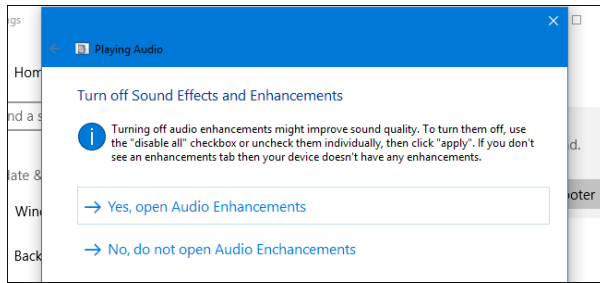 ngs
Playing Audio
Hom
Turn off Sound Effects and Enhancements
nd a s
Turning off audio enhancements might improve sound quality. To turn them off, use
the "disable all" checkbox or uncheck them individually, then click "apply". If you don't
see an enhancements tab then your device doesn't have any enhancements.
d.
date &
Yes, open Audio Enhancements
ooter
Wind
No, do not open Audio Enchancements
Back